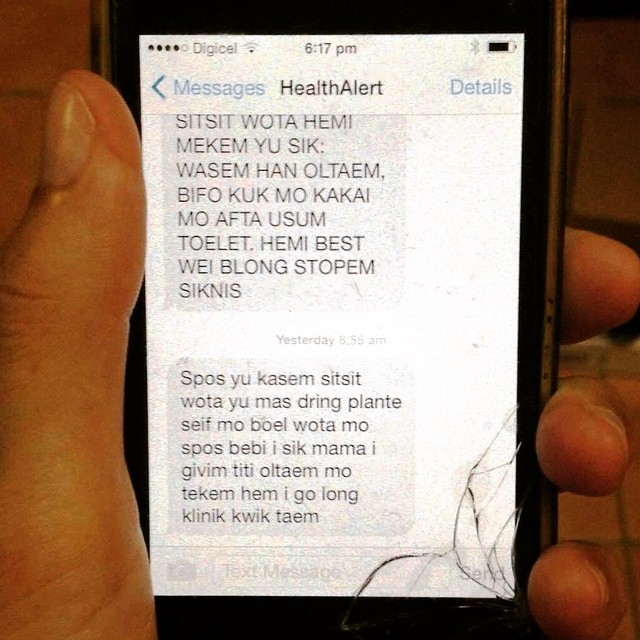 Digicel 6:17 pm
Messages HealthAlert Details
SITSIT WOTA HEMI
MEKEM YU SIK:
WASEM HAN OLTAEM,
BIFO KUK MO KAKAI
MO AFTA USUM
TOELET. HEMI BEST
WEI BLONG STOPEM
SIKNIS
Yesterday 8:55 am
Spos yu kasem sitsit
wota yu mas dring plante
seif mo boel wota mo
spos bebi i sik mama i
givim titi oltaem mo
tekem hem i go long
klinik kwik taem
Text Message Send